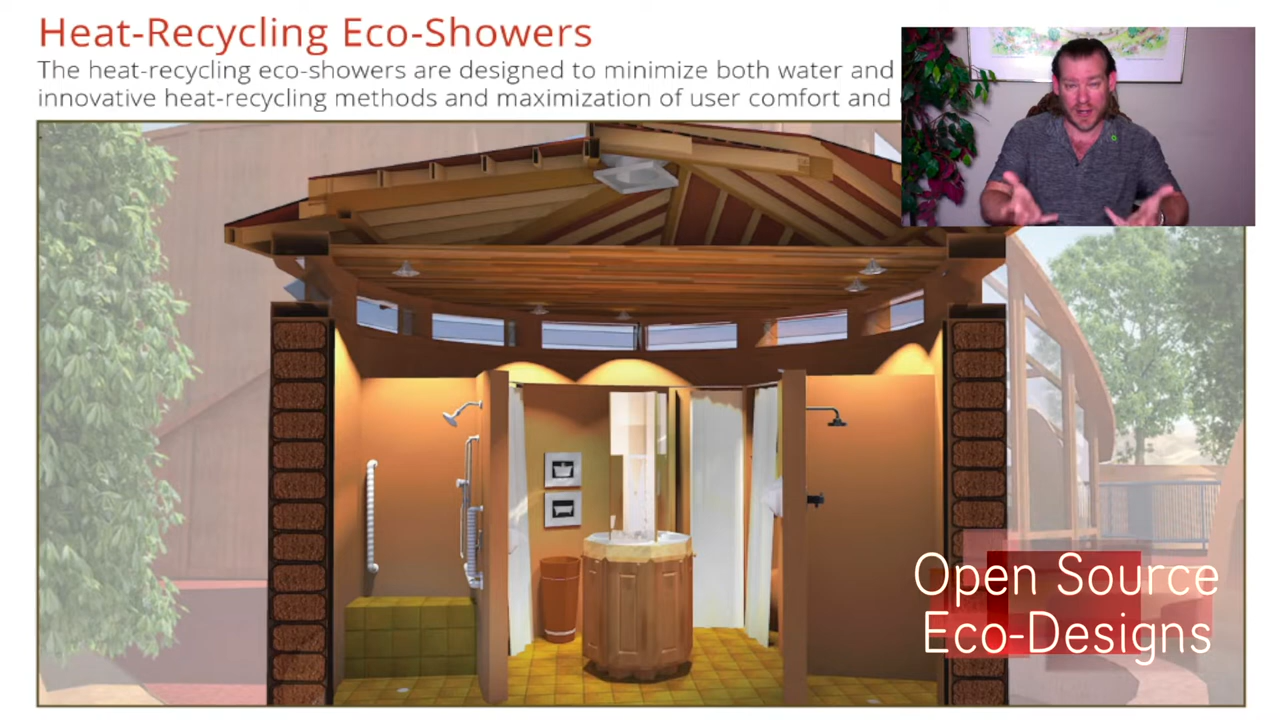 Heat-Recycling Eco-Showers
The heat-recycling eco-showers are designed to minimize both water and
innovative heat-recycling methods and maximization of user comfort and
Open Source
Eco-Designs